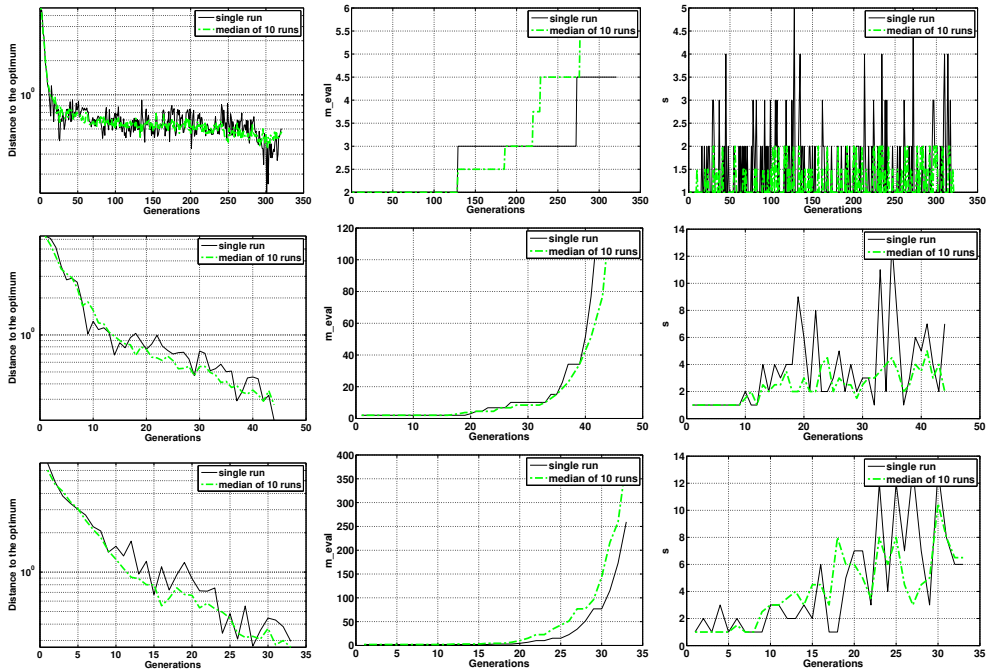 Distance to the optimum
10^0
0 50 100 150 200 250 300 350
Generations
single run
median of 10 runs
m_eval
6
5.5
5
4.5
4
3.5
3
2.5
2
0 50 100 150 200 250 300 350
Generations
single run
median of 10 runs
s
5
4.5
4
3.5
3
2.5
2
1.5
1
0 50 100 150 200 250 300 350
Generations
single run
median of 10 runs
Distance to the optimum
10^0
0 10 20 30 40 50
Generations
single run
median of 10 runs
m_eval
120
100
80
60
40
20
0
0 10 20 30 40 50
Generations
single run
median of 10 runs
s
14
12
10
8
6
4
2
0
0 10 20 30 40 50
Generations
single run
median of 10 runs
Distance to the optimum
10^0
0 5 10 15 20 25 30 35
Generations
single run
median of 10 runs
m_eval
400
350
300
250
200
150
100
50
0
0 5 10 15 20 25 30 35
Generations
single run
median of 10 runs
s
14
12
10
8
6
4
2
0
0 5 10 15 20 25 30 35
Generations
single run
median of 10 runs